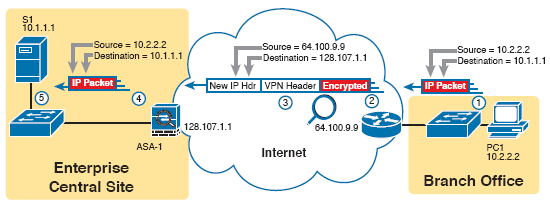 S1
10.1.1.1
Source = 10.2.2.2
Destination = 10.1.1.1
IP Packet
5
4
ASA-1
128.107.1.1
Enterprise
Central Site
Source = 64.100.9.9
Destination = 128.107.1.1
New IP Hdr
VPN Header
Encrypted
3
2
64.100.9.9
Internet
Source = 10.2.2.2
Destination = 10.1.1.1
IP Packet
1
PC1
10.2.2.2
Branch Office